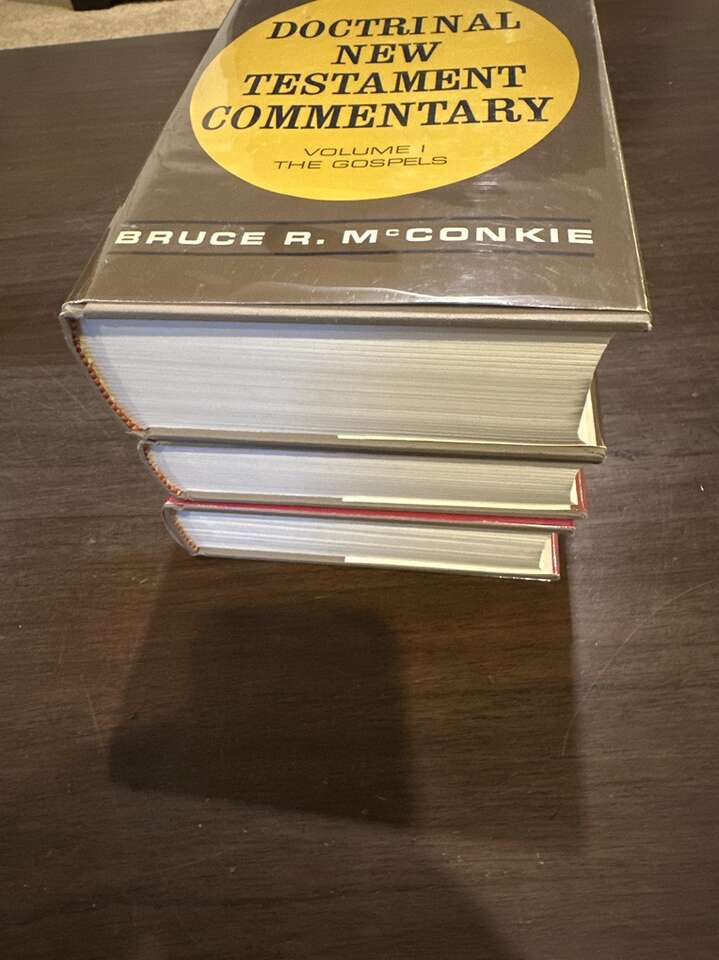 DOCTRINAL
NEW
TESTAMENT
COMMENTARY
VOLUME I
THE GOSPELS
BRUCE R. McCONKIE